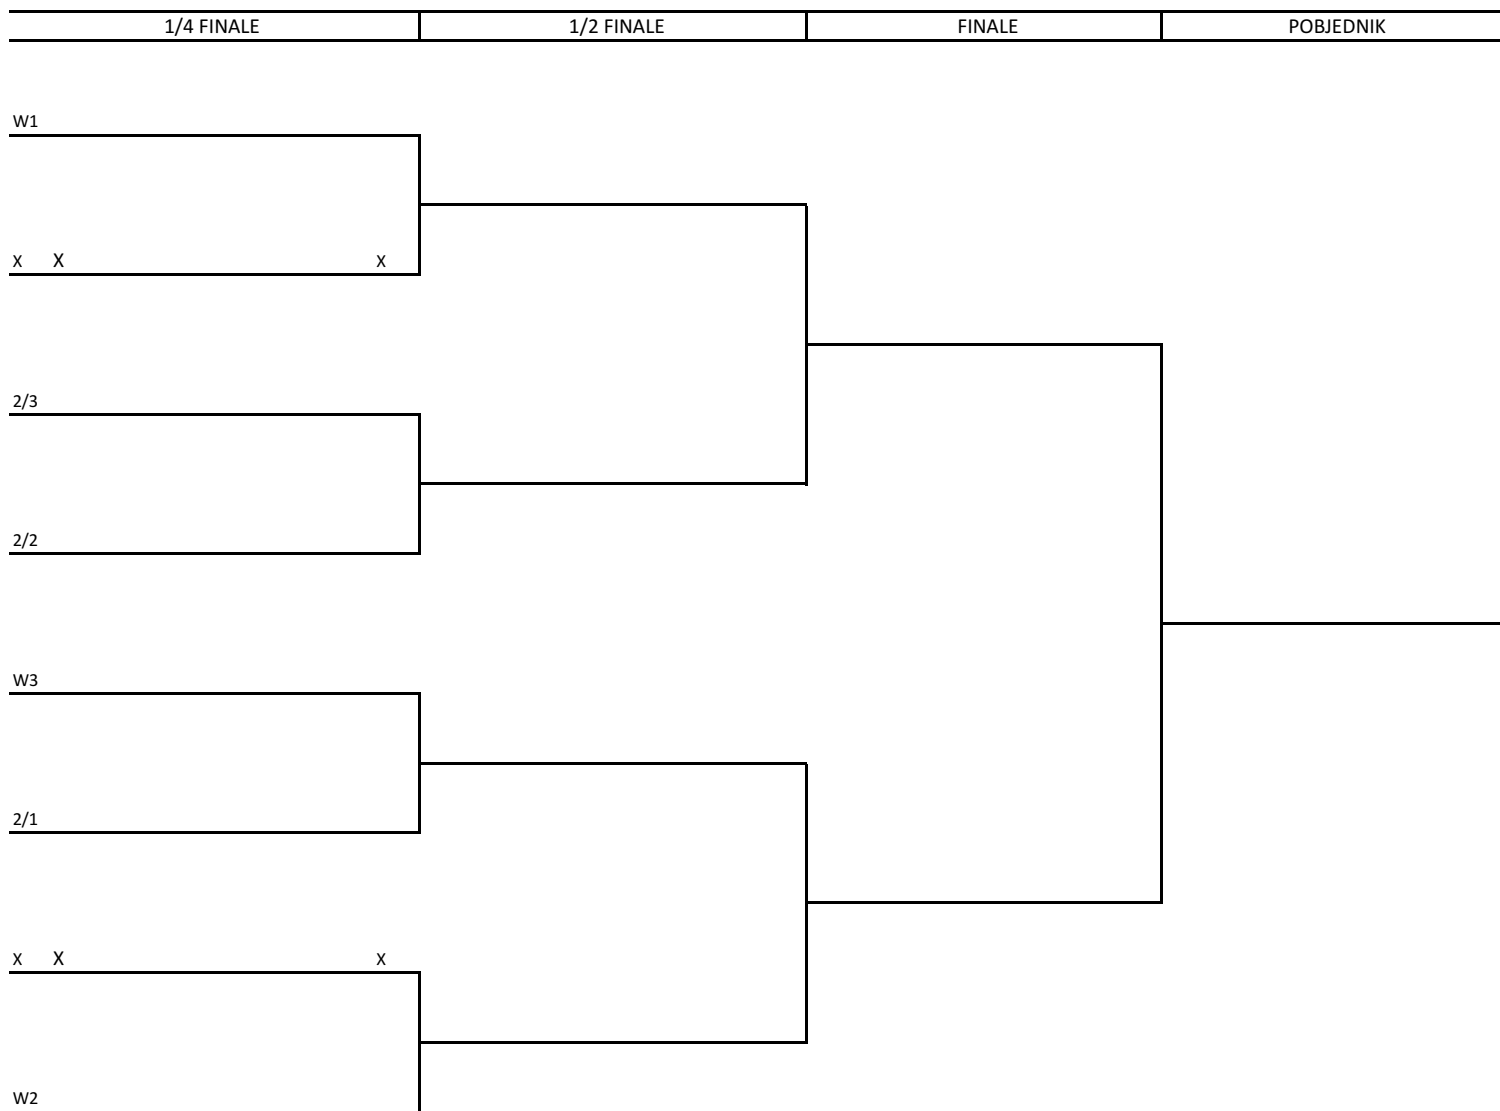 1/4 FINALE 1/2 FINALE FINALE POBJEDNIK
W1
X X X
2/3
2/2
W3
2/1
X X X
W2